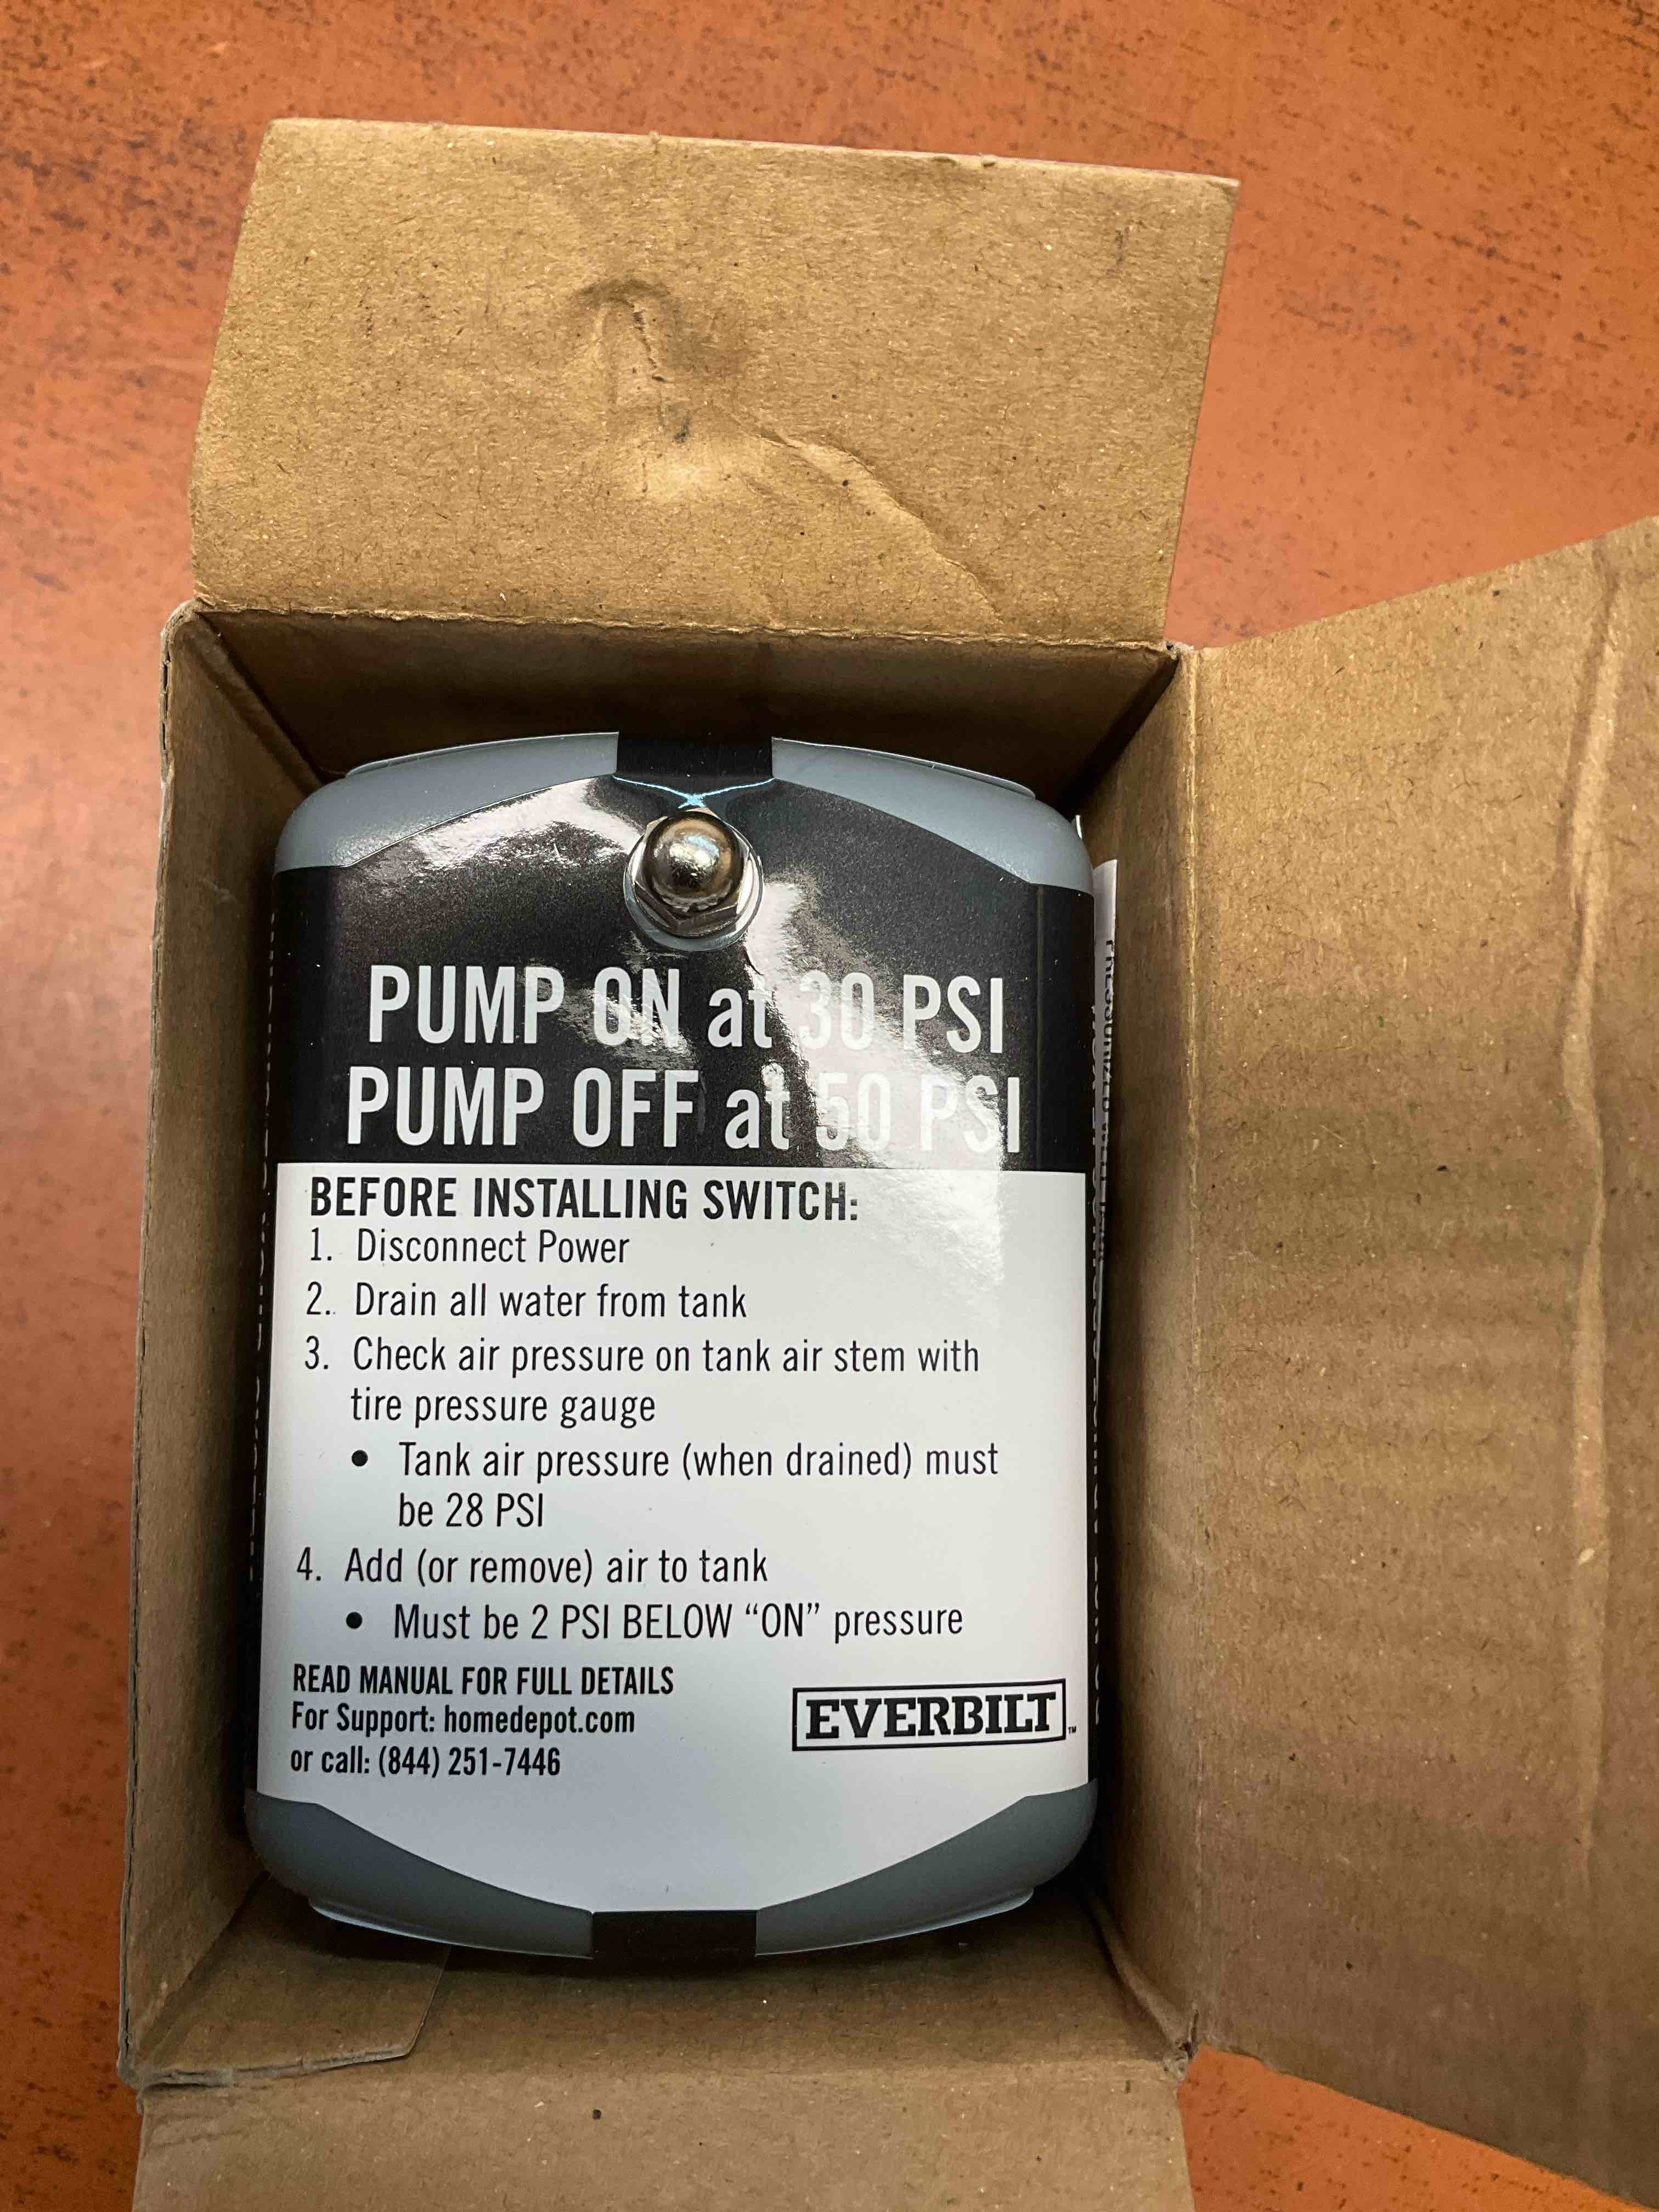 PUMP ON at 30 PSI
PUMP OFF at 50 PSI
BEFORE INSTALLING SWITCH:
1. Disconnect Power
2. Drain all water from tank
3. Check air pressure on tank air stem with
tire pressure gauge
• Tank air pressure (when drained) must
be 28 PSI
4. Add (or remove) air to tank
• Must be 2 PSI BELOW “ON” pressure
READ MANUAL FOR FULL DETAILS
For Support: homedepot.com
or call: (844) 251-7446
EVERBILT™